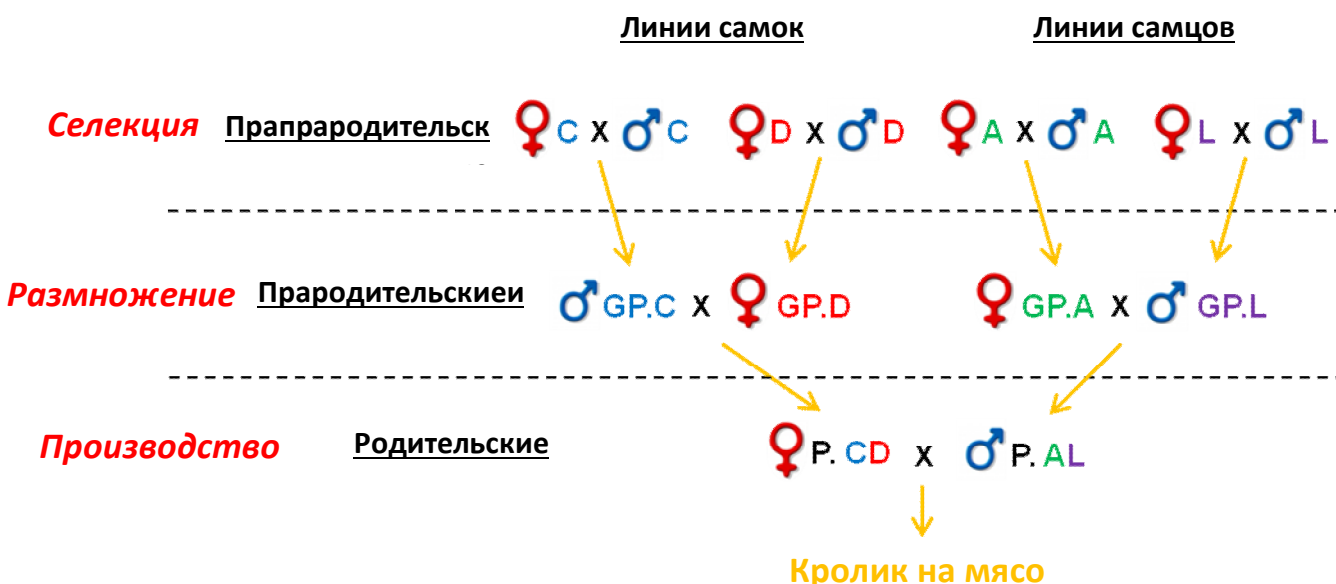 Линии самок Линии самцов
Селекция Прапрародительск ♀C X ♂C ♀D X ♂D ♀A X ♂A ♀L X ♂L
Размножение Прародительскиеи ♂GP.C X ♀GP.D ♀GP.A X ♂GP.L
Производство Родительские ♀P.CD X ♂P.AL
Кролик на мясо